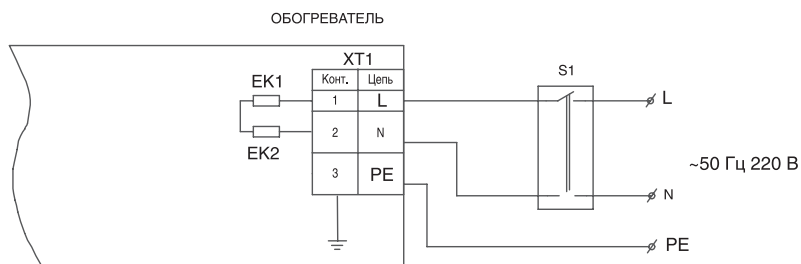 ОБОГРЕВАТЕЛЬ
XT1
Конт. Цепь
1 L
2 N
3 PE
EK1
EK2
S1
L
N
PE
~50 Гц 220 В